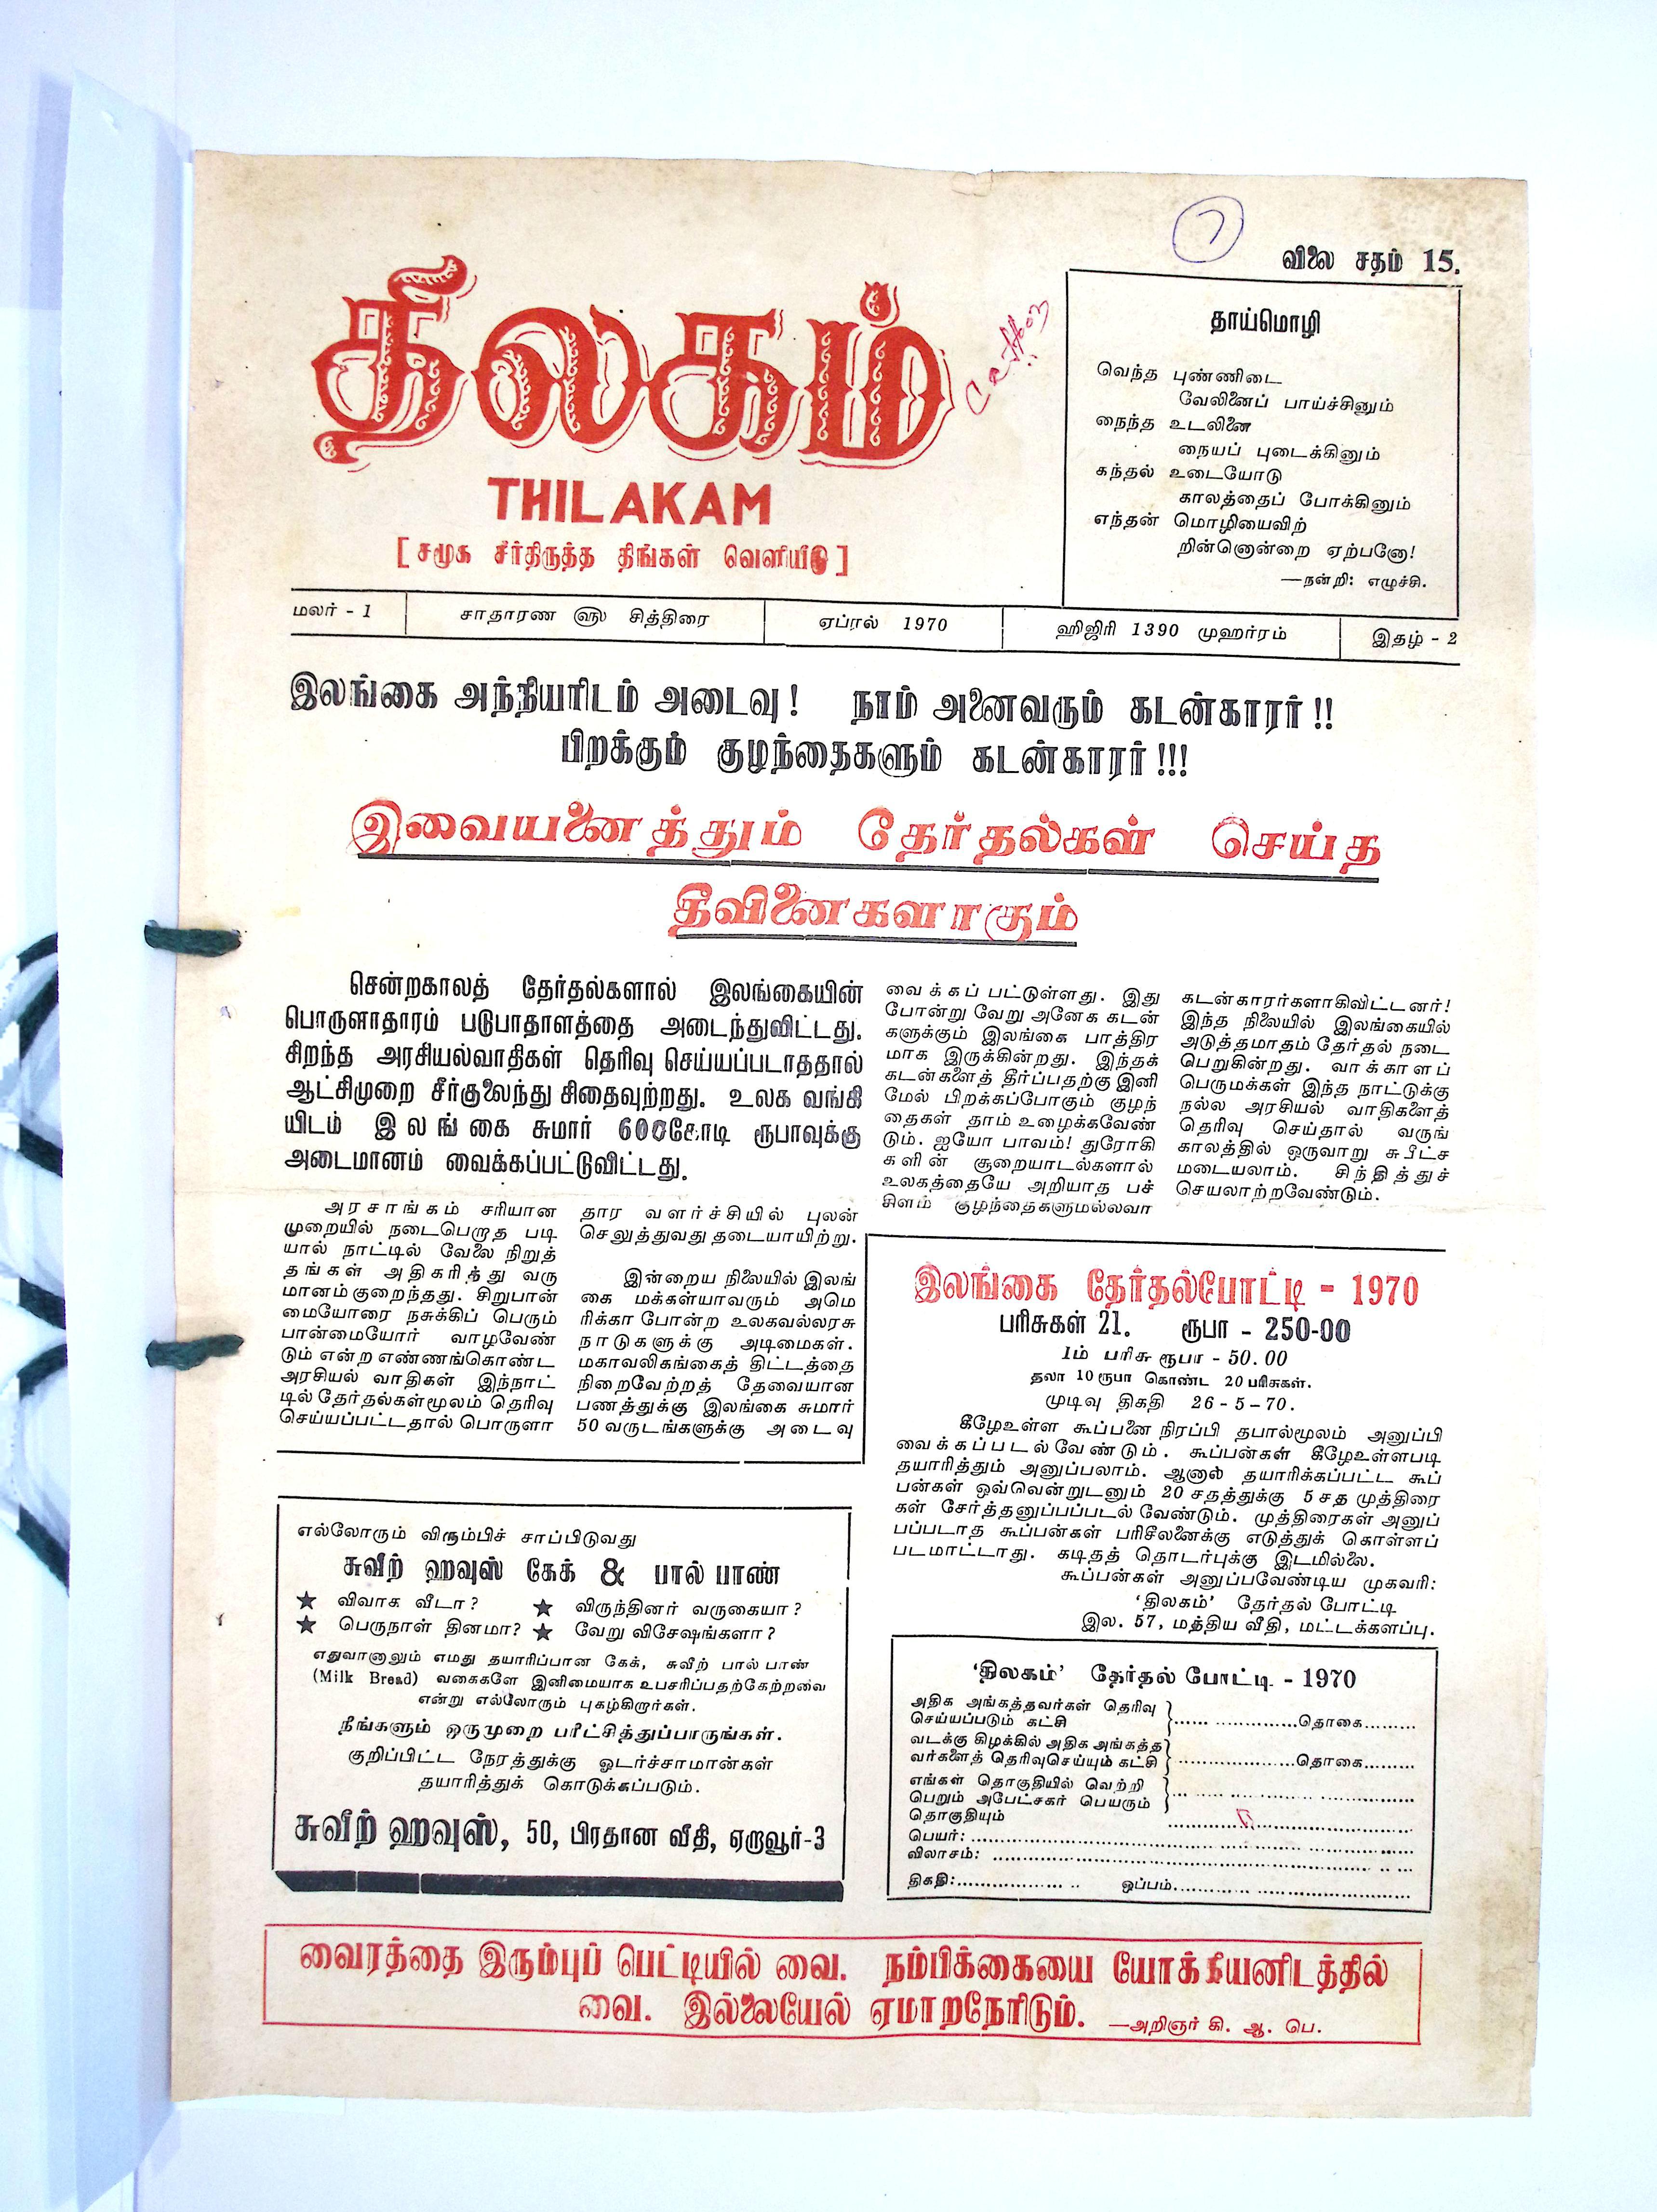 விலை சதம் 15.
திலகம்
THILAKAM
[ சமூக சீர்திருத்த திங்கள் வெளியீடு ]
தாய்மொழி
வெந்த புண்ணிடை
வேலினைப் பாய்ச்சினும்
நைந்த உடலினை
நையப் புடைக்கினும்
கந்தல் உடையோடு
காலத்தைப் போக்கினும்
எந்தன் மொழியைவிற்
றின்னொன்றை ஏற்பனோ!
—நன்றி: எழுச்சி.
மலர் - 1
சாதாரண ௵ சித்திரை
ஏப்ரல் 1970
ஹிஜிரி 1390 முஹர்ரம்
இதழ் - 2
இலங்கை அந்நியரிடம் அடைவு! நாம் அனைவரும் கடன்காரர்!!
பிறக்கும் குழந்தைகளும் கடன்காரர்!!!
இவையனைத்தும் தேர்தல்கள் செய்த
தீவினைகளாகும்
சென்றகாலத் தேர்தல்களால் இலங்கையின்
பொருளாதாரம் படுபாதாளத்தை அடைந்துவிட்டது.
சிறந்த அரசியல்வாதிகள் தெரிவு செய்யப்படாததால்
ஆட்சிமுறை சீர்குலைந்து சிதைவுற்றது. உலக வங்கி
யிடம் இலங்கை சுமார் 600கோடி ரூபாவுக்கு
அடைமானம் வைக்கப்பட்டுவிட்டது.
அரசாங்கம் சரியான
முறையில் நடைபெறாத படி
யால் நாட்டில் வேலை நிறுத்
தங்கள் அதிகரித்து வரு
மானம் குறைந்தது. சிறுபான்
மையோரை நசுக்கிப் பெரும்
பான்மையோர் வாழவேண்
டும் என்ற எண்ணங்கொண்ட
அரசியல் வாதிகள் இந்நாட்
டில் தேர்தல்கள்மூலம் தெரிவு
செய்யப்பட்டதால் பொருளா
தார வளர்ச்சியில் புலன்
செலுத்துவது தடையாயிற்று.
இன்றைய நிலையில் இலங்
கை மக்கள்யாவரும் அமெ
ரிக்கா போன்ற உலகவல்லரசு
நாடுகளுக்கு அடிமைகள்.
மகாவலிகங்கைத் திட்டத்தை
நிறைவேற்றத் தேவையான
பணத்துக்கு இலங்கை சுமார்
50 வருடங்களுக்கு அடைவு
வைக்கப் பட்டுள்ளது. இது
போன்று வேறு அனேக கடன்
களுக்கும் இலங்கை பாத்திர
மாக இருக்கின்றது. இந்தக்
கடன்களைத் தீர்ப்பதற்கு இனி
மேல் பிறக்கப்போகும் குழந்
தைகள் தாம் உழைக்கவேண்
டும். ஐயோ பாவம்! துரோகி
களின் சூறையாடல்களால்
உலகத்தையே அறியாத பச்
சிளம் குழந்தைகளுமல்லவா
கடன்காரர்களாகிவிட்டனர்!
இந்த நிலையில் இலங்கையில்
அடுத்தமாதம் தேர்தல் நடை
பெறுகின்றது. வாக்காளப்
பெருமக்கள் இந்த நாட்டுக்கு
நல்ல அரசியல் வாதிகளைத்
தெரிவு செய்தால் வருங்
காலத்தில் ஒருவாறு சுபீட்ச
மடையலாம். சிந்தித்துச்
செயலாற்றவேண்டும்.
இலங்கை தேர்தல்போட்டி - 1970
பரிசுகள் 21. ரூபா - 250-00
1ம் பரிசு ரூபா - 50.00
தலா 10 ரூபா கொண்ட 20 பரிசுகள்.
முடிவு திகதி 26-5-70.
கீழேஉள்ள கூப்பனை நிரப்பி தபால்மூலம் அனுப்பி
வைக்கப்படல்வேண்டும். கூப்பன்கள் கீழேஉள்ளபடி
தயாரித்தும் அனுப்பலாம். ஆனால் தயாரிக்கப்பட்ட கூப்
பன்கள் ஒவ்வொன்றுடனும் 20 சதத்துக்கு 5 சத முத்திரை
கள் சேர்த்தனுப்பப்படல் வேண்டும். முத்திரைகள் அனுப்
பப்படாத கூப்பன்கள் பரிசீலனைக்கு எடுத்துக் கொள்ளப்
படமாட்டாது. கடிதத் தொடர்புக்கு இடமில்லை.
கூப்பன்கள் அனுப்பவேண்டிய முகவரி:
‘திலகம்’ தேர்தல் போட்டி
இல. 57, மத்திய வீதி, மட்டக்களப்பு.
எல்லோரும் விரும்பிச் சாப்பிடுவது
சுவீற் ஹவுஸ் கேக் & பால் பாண்
★ விவாக வீடா? ★ விருந்தினர் வருகையா?
★ பெருநாள் தினமா? ★ வேறு விசேஷங்களா?
எதுவானாலும் எமது தயாரிப்பான கேக், சுவீற் பால் பாண்
(Milk Bread) வகைகளே இனிமையாக உபசரிப்பதற்கேற்றவை
என்று எல்லோரும் புகழ்கிறார்கள்.
நீங்களும் ஒருமுறை பரீட்சித்துப்பாருங்கள்.
குறிப்பிட்ட நேரத்துக்கு ஓடர்ச்சாமான்கள்
தயாரித்துக் கொடுக்கப்படும்.
சுவீற் ஹவுஸ், 50, பிரதான வீதி, ஏறாவூர்-3
‘திலகம்’ தேர்தல் போட்டி - 1970
அதிக அங்கத்தவர்கள் தெரிவு
செய்யப்படும் கட்சி } ....................தொகை.........
வடக்கு கிழக்கில் அதிக அங்கத்த
வர்களைத் தெரிவுசெய்யும் கட்சி } ....................தொகை.........
எங்கள் தொகுதியில் வெற்றி
பெறும் அபேட்சகர் பெயரும் } ..............................
தொகுதியும் ..............................
பெயர்: ..............................
விலாசம்: ..............................
திகதி:.................... ஒப்பம்....................
வைரத்தை இரும்புப் பெட்டியில் வை. நம்பிக்கையை யோக்கியனிடத்தில்
வை. இல்லையேல் ஏமாறநேரிடும். —அறிஞர் கி. ஆ. பெ.